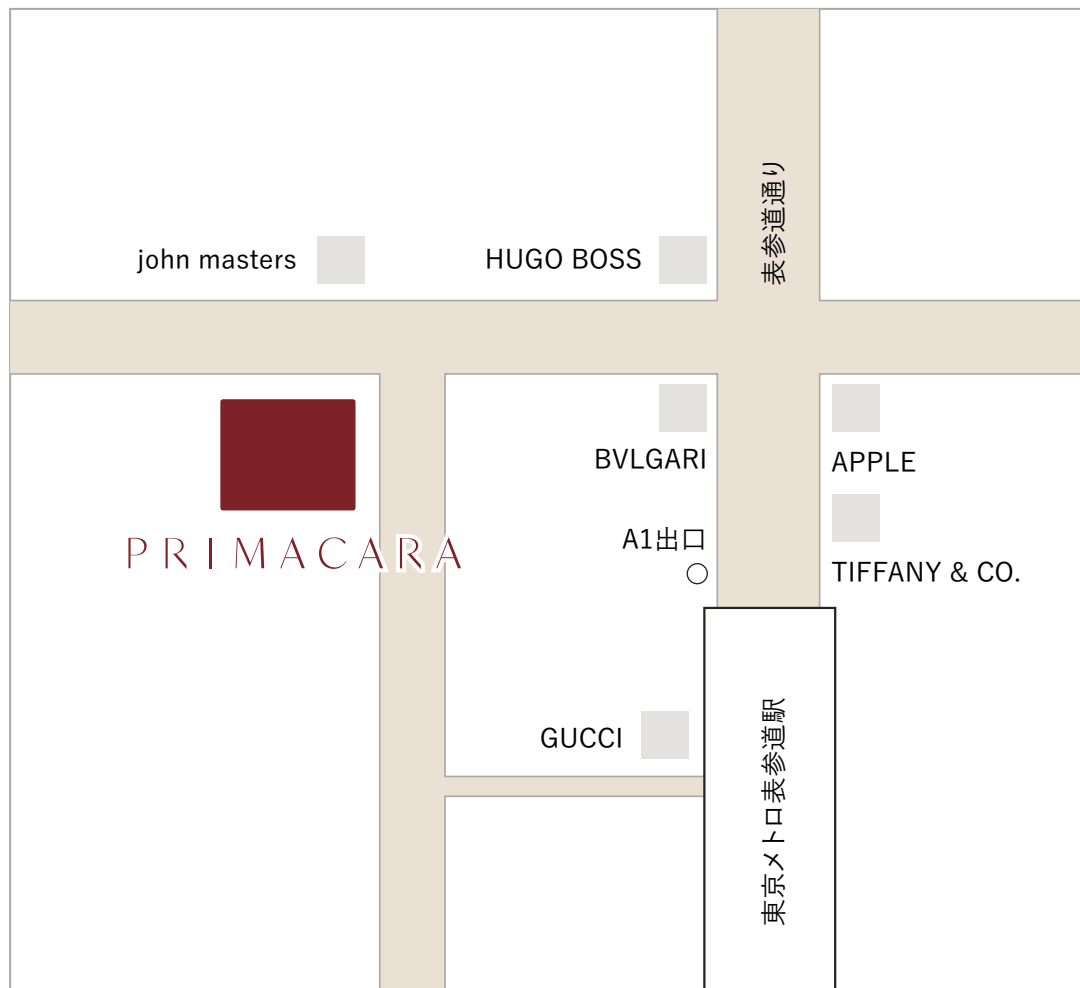 表参道通り
john masters
HUGO BOSS
BVLGARI
APPLE
A1出口
TIFFANY & CO.
PRIMACARA
GUCCI
東京メトロ表参道駅